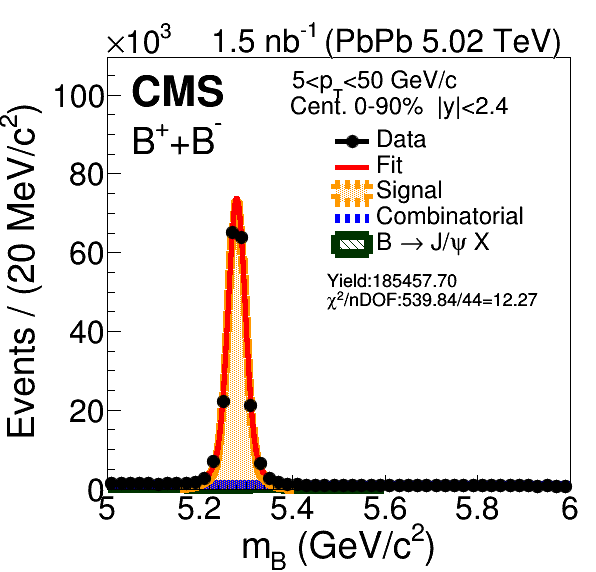 ×10³ 1.5 nb⁻¹ (PbPb 5.02 TeV)
CMS
B⁺+B⁻
5<p_T<50 GeV/c
Cent. 0-90% |y|<2.4
Data
Fit
Signal
Combinatorial
B → J/ψ X
Yield:185457.70
χ²/nDOF:539.84/44=12.27
Events / (20 MeV/c²)
100
80
60
40
20
0
5 5.2 5.4 5.6 5.8 6
m_B (GeV/c²)